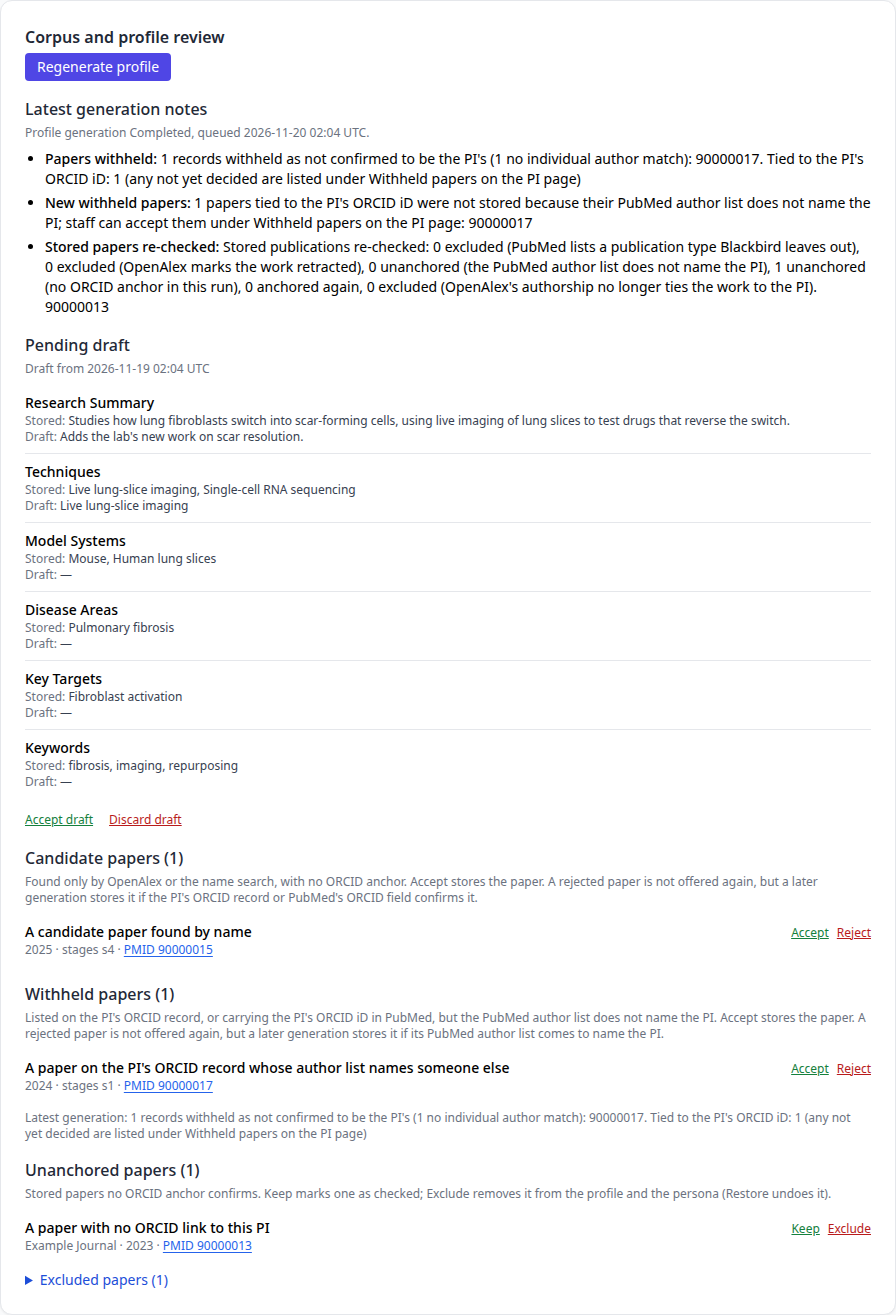 Corpus and profile review
Regenerate profile
Latest generation notes
Profile generation Completed, queued 2026-11-20 02:04 UTC.
• Papers withheld: 1 records withheld as not confirmed to be the PI's (1 no individual author match): 90000017. Tied to the PI's
ORCID iD: 1 (any not yet decided are listed under Withheld papers on the PI page)
• New withheld papers: 1 papers tied to the PI's ORCID iD were not stored because their PubMed author list does not name the
PI; staff can accept them under Withheld papers on the PI page: 90000017
• Stored papers re-checked: Stored publications re-checked: 0 excluded (PubMed lists a publication type Blackbird leaves out),
0 excluded (OpenAlex marks the work retracted), 0 unanchored (the PubMed author list does not name the PI), 1 unanchored
(no ORCID anchor in this run), 0 anchored again, 0 excluded (OpenAlex's authorship no longer ties the work to the PI).
90000013
Pending draft
Draft from 2026-11-19 02:04 UTC
Research Summary
Stored: Studies how lung fibroblasts switch into scar-forming cells, using live imaging of lung slices to test drugs that reverse the switch.
Draft: Adds the lab's new work on scar resolution.
Techniques
Stored: Live lung-slice imaging, Single-cell RNA sequencing
Draft: Live lung-slice imaging
Model Systems
Stored: Mouse, Human lung slices
Draft: —
Disease Areas
Stored: Pulmonary fibrosis
Draft: —
Key Targets
Stored: Fibroblast activation
Draft: —
Keywords
Stored: fibrosis, imaging, repurposing
Draft: —
Accept draft Discard draft
Candidate papers (1)
Found only by OpenAlex or the name search, with no ORCID anchor. Accept stores the paper. A rejected paper is not offered again, but a later
generation stores it if the PI's ORCID record or PubMed's ORCID field confirms it.
A candidate paper found by name Accept Reject
2025 · stages s4 · PMID 90000015
Withheld papers (1)
Listed on the PI's ORCID record, or carrying the PI's ORCID iD in PubMed, but the PubMed author list does not name the PI. Accept stores the paper. A
rejected paper is not offered again, but a later generation stores it if its PubMed author list comes to name the PI.
A paper on the PI's ORCID record whose author list names someone else Accept Reject
2024 · stages s1 · PMID 90000017
Latest generation: 1 records withheld as not confirmed to be the PI's (1 no individual author match): 90000017. Tied to the PI's ORCID iD: 1 (any not
yet decided are listed under Withheld papers on the PI page)
Unanchored papers (1)
Stored papers no ORCID anchor confirms. Keep marks one as checked; Exclude removes it from the profile and the persona (Restore undoes it).
A paper with no ORCID link to this PI Keep Exclude
Example Journal · 2023 · PMID 90000013
▶ Excluded papers (1)